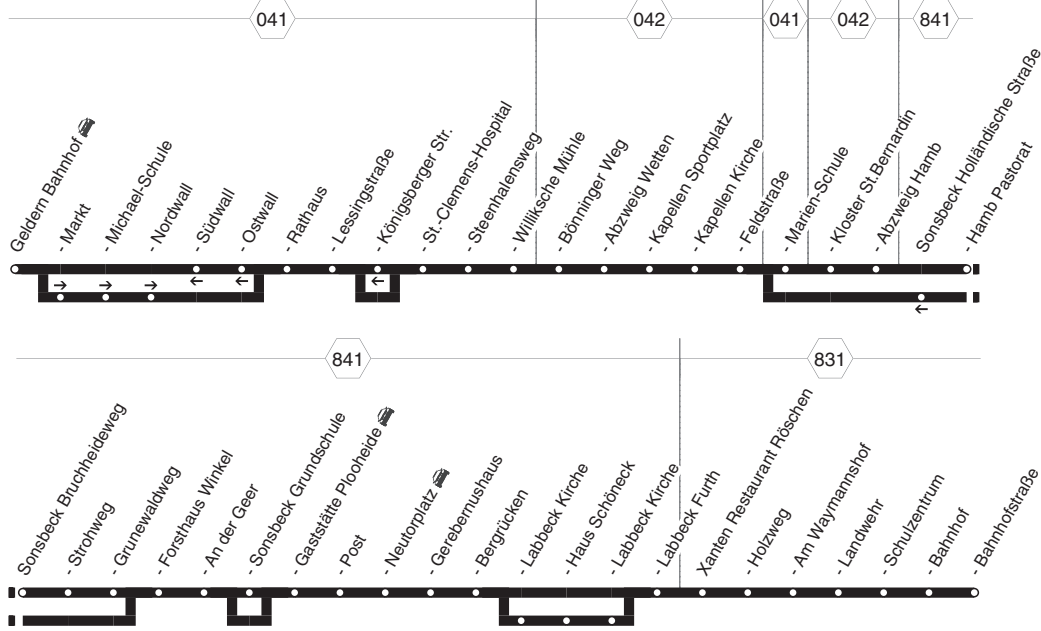 041
042
041
042
841
Geldern Bahnhof
- Markt
- Michael-Schule
- Nordwall
- Südwall
- Ostwall
- Rathaus
- Lessingstraße
- Königsberger Str.
- St.-Clemens-Hospital
- Steenhalensweg
- Williksche Mühle
- Bönninger Weg
- Abzweig Wetten
- Kapellen Sportplatz
- Kapellen Kirche
- Feldstraße
- Marien-Schule
- Kloster St.Bernardin
- Abzweig Hamb
Sonsbeck Holländische Straße
- Hamb Pastorat
841
831
Sonsbeck Bruchheideweg
- Strohweg
- Grunewaldweg
- Forsthaus Winkel
- An der Geer
- Sonsbeck Grundschule
- Gaststätte Plooheide
- Post
- Neutorplatz
- Gerebernushaus
- Bergrücken
- Labbeck Kirche
- Haus Schöneck
- Labbeck Kirche
- Labbeck Furth
Xanten Restaurant Röschen
- Holzweg
- Am Waymannshof
- Landwehr
- Schulzentrum
- Bahnhof
- Bahnhofstraße